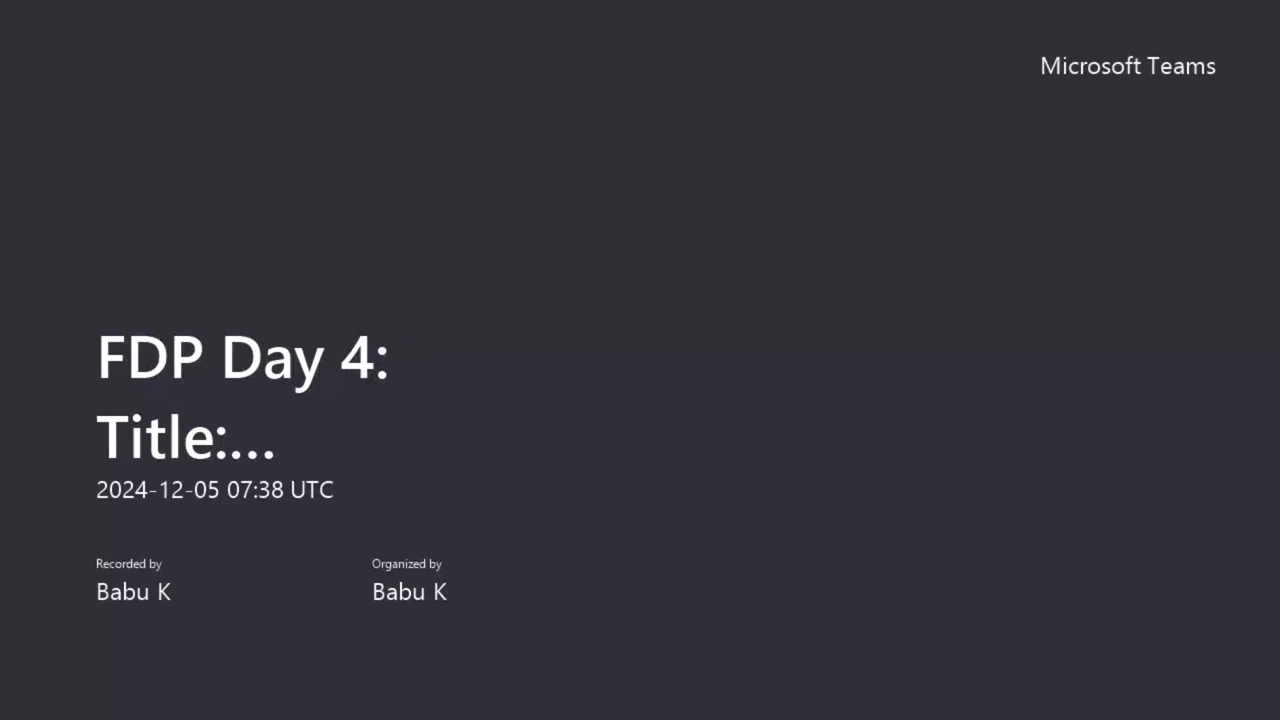 Microsoft Teams
FDP Day 4:
Title:...
2024-12-05 07:38 UTC
Recorded by
Organized by
Babu K
Babu K